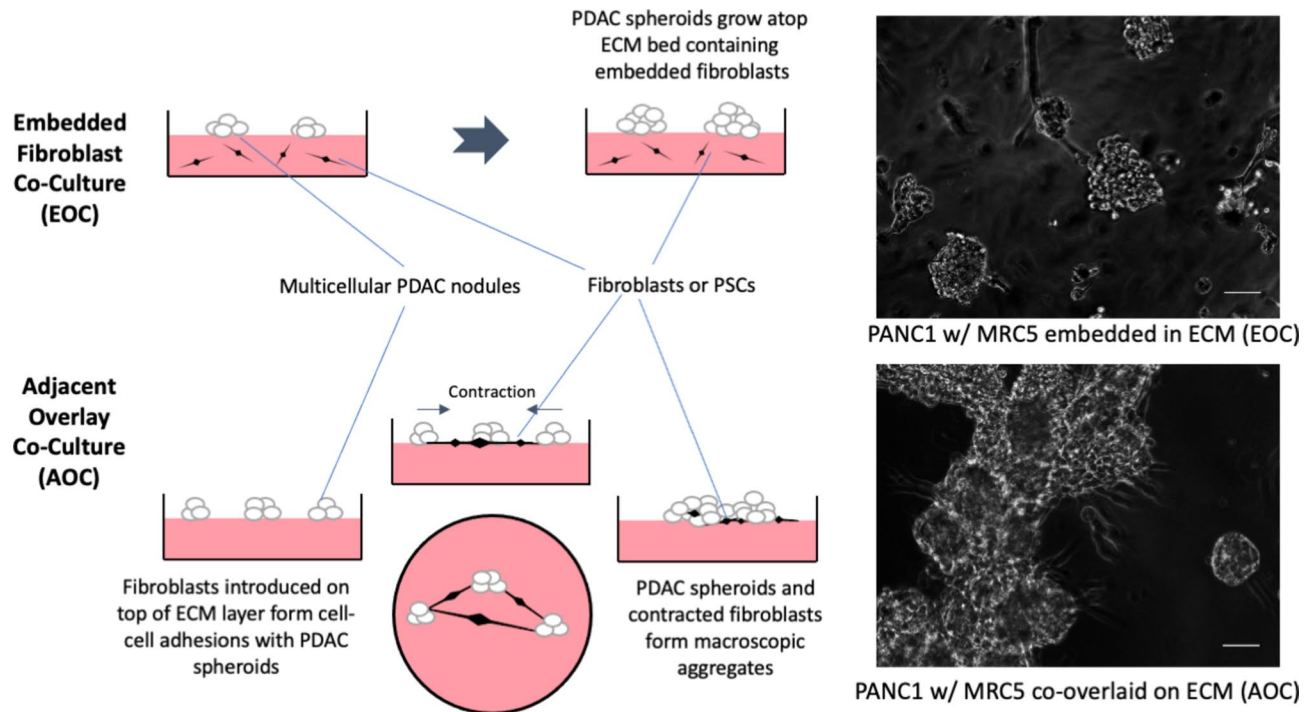 PDAC spheroids grow atop
ECM bed containing
embedded fibroblasts
Embedded
Fibroblast
Co-Culture
(EOC)
Multicellular PDAC nodules
Fibroblasts or PSCs
PANC1 w/ MRC5 embedded in ECM (EOC)
Adjacent
Overlay
Co-Culture
(AOC)
Contraction
Fibroblasts introduced on
top of ECM layer form cell-
cell adhesions with PDAC
spheroids
PDAC spheroids and
contracted fibroblasts
form macroscopic
aggregates
PANC1 w/ MRC5 co-overlaid on ECM (AOC)